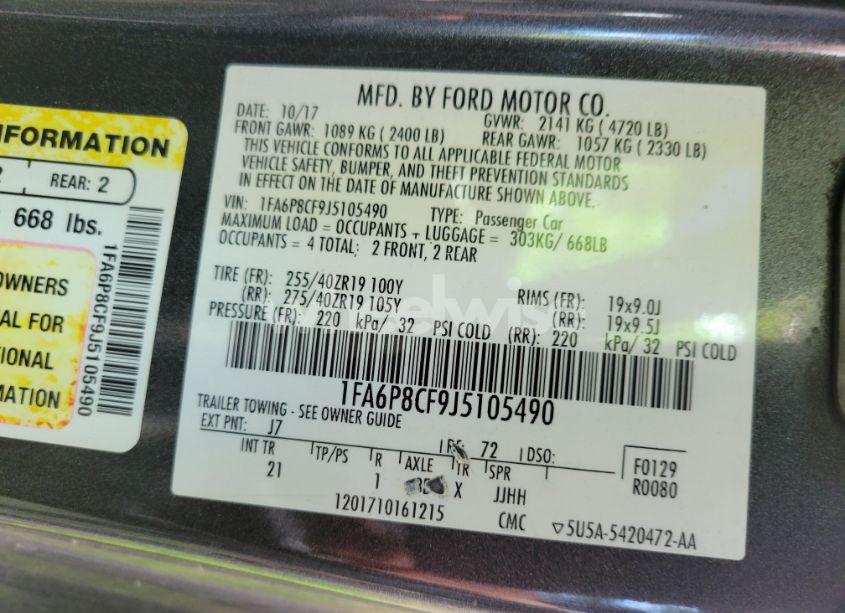 NFORMATION
2
REAR: 2
668 lbs.
1FA6P8CF9J5105490
OWNERS
AL FOR
TIONAL
MATION
MFD. BY FORD MOTOR CO.
DATE: 10/17 GVWR: 2141 KG ( 4720 LB)
FRONT GAWR: 1089 KG ( 2400 LB) REAR GAWR: 1057 KG ( 2330 LB)
THIS VEHICLE CONFORMS TO ALL APPLICABLE FEDERAL MOTOR
VEHICLE SAFETY, BUMPER, AND THEFT PREVENTION STANDARDS
IN EFFECT ON THE DATE OF MANUFACTURE SHOWN ABOVE.
VIN: 1FA6P8CF9J5105490 TYPE: Passenger Car
MAXIMUM LOAD = OCCUPANTS + LUGGAGE = 303KG/ 668LB
OCCUPANTS = 4 TOTAL; 2 FRONT, 2 REAR
TIRE (FR): 255/40ZR19 100Y RIMS (FR): 19x9.0J
(RR): 275/40ZR19 105Y (RR): 19x9.5J
PRESSURE (FR): 220 kPa/ 32 PSI COLD (RR): 220 kPa/ 32 PSI COLD
1FA6P8CF9J5105490
TRAILER TOWING - SEE OWNER GUIDE
EXT PNT: J7 72 DSO: F0129
INT TR TP/PS R AXLE TR SPR R0080
21 1 X JJHH
1201710161215 CMC ▽5U5A-5420472-AA